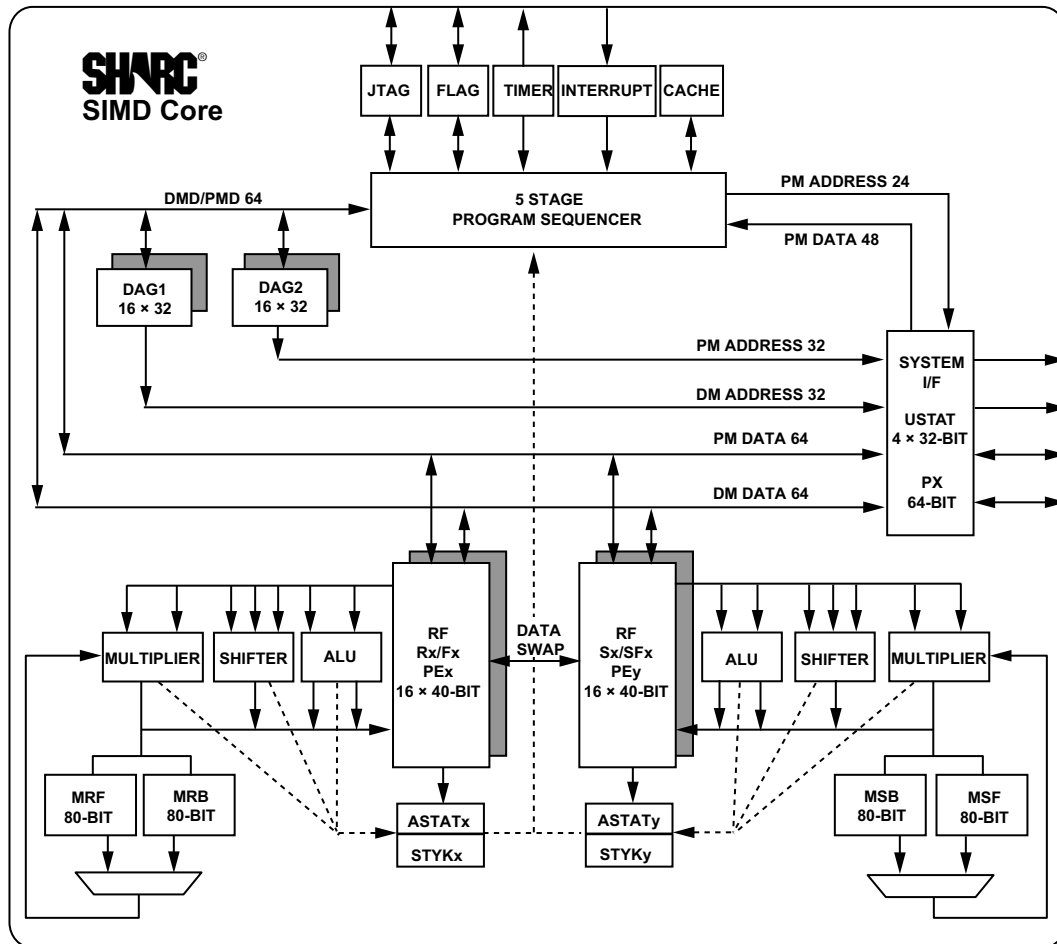 SHARC®
SIMD Core
JTAG
FLAG
TIMER
INTERRUPT
CACHE
DMD/PMD 64
5 STAGE
PROGRAM SEQUENCER
PM ADDRESS 24
PM DATA 48
DAG1
16 × 32
DAG2
16 × 32
PM ADDRESS 32
DM ADDRESS 32
PM DATA 64
DM DATA 64
SYSTEM
I/F
USTAT
4 × 32-BIT
PX
64-BIT
MULTIPLIER
SHIFTER
ALU
RF
Rx/Fx
PEx
16 × 40-BIT
DATA
SWAP
RF
Sx/SFx
PEy
16 × 40-BIT
ALU
SHIFTER
MULTIPLIER
MRF
80-BIT
MRB
80-BIT
ASTATx
STYKx
ASTATy
STYKy
MSB
80-BIT
MSF
80-BIT